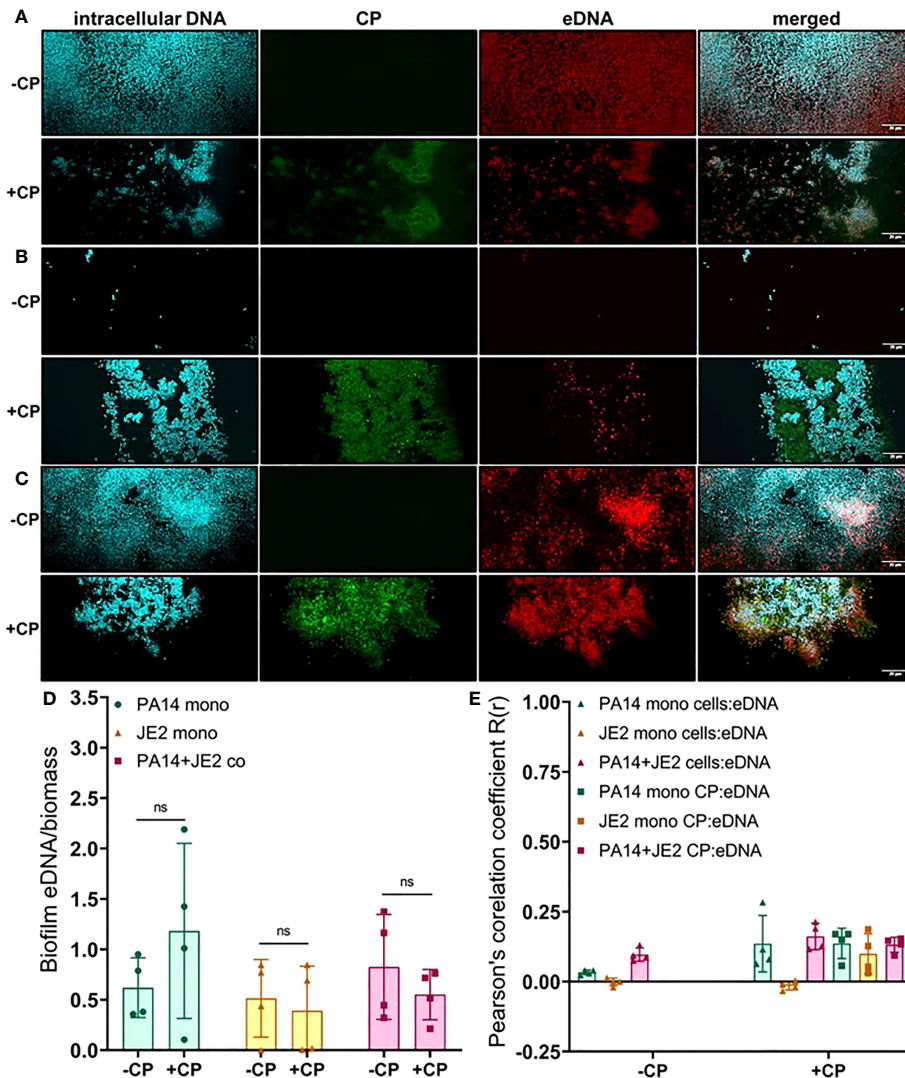 A intracellular DNA CP eDNA merged
-CP
+CP
B
-CP
+CP
C
-CP
+CP
D
3.5
3.0
2.5
2.0
1.5
1.0
0.5
0.0
Biofilm eDNA/biomass
PA14 mono
JE2 mono
PA14+JE2 co
ns
ns
ns
-CP +CP -CP +CP -CP +CP
E
1.00
0.75
0.50
0.25
0.00
-0.25
Pearson's corelation coefficient R(r)
PA14 mono cells:eDNA
JE2 mono cells:eDNA
PA14+JE2 cells:eDNA
PA14 mono CP:eDNA
JE2 mono CP:eDNA
PA14+JE2 CP:eDNA
-CP +CP